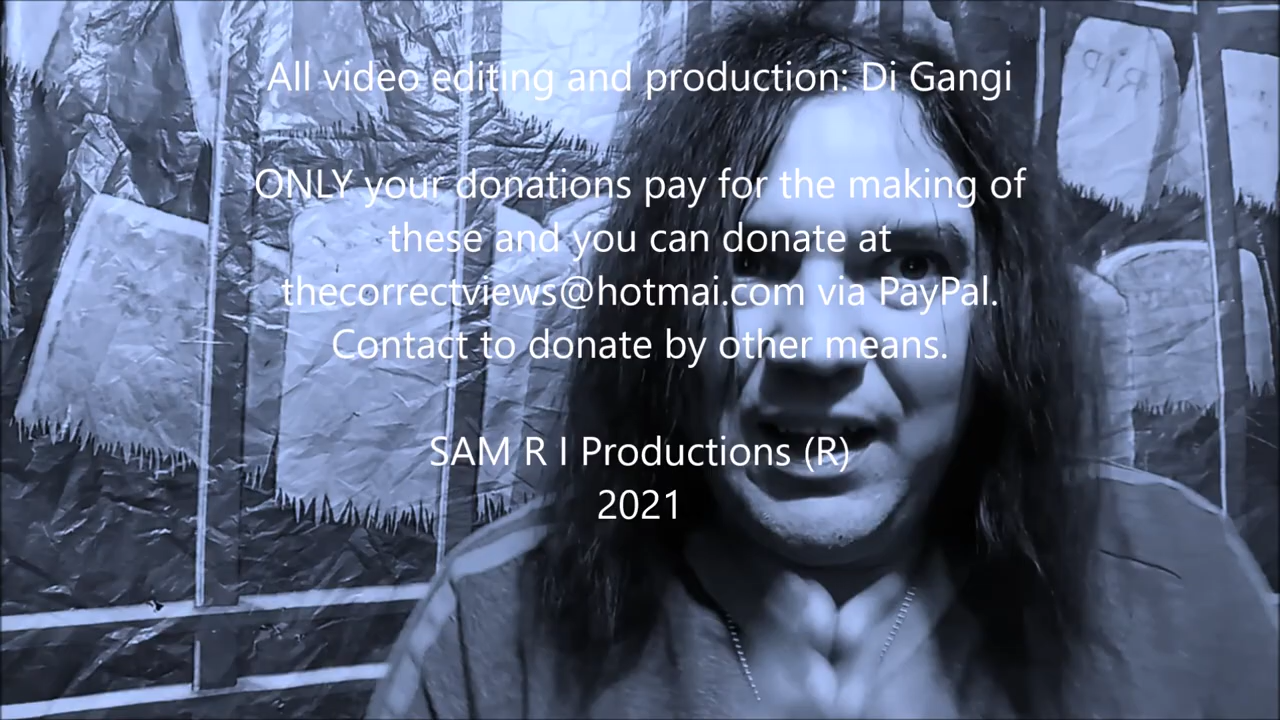 All video editing and production: Di Gangi
ONLY your donations pay for the making of
these and you can donate at
thecorrectviews@hotmai.com via PayPal.
Contact to donate by other means.
SAM R I Productions (R)
2021